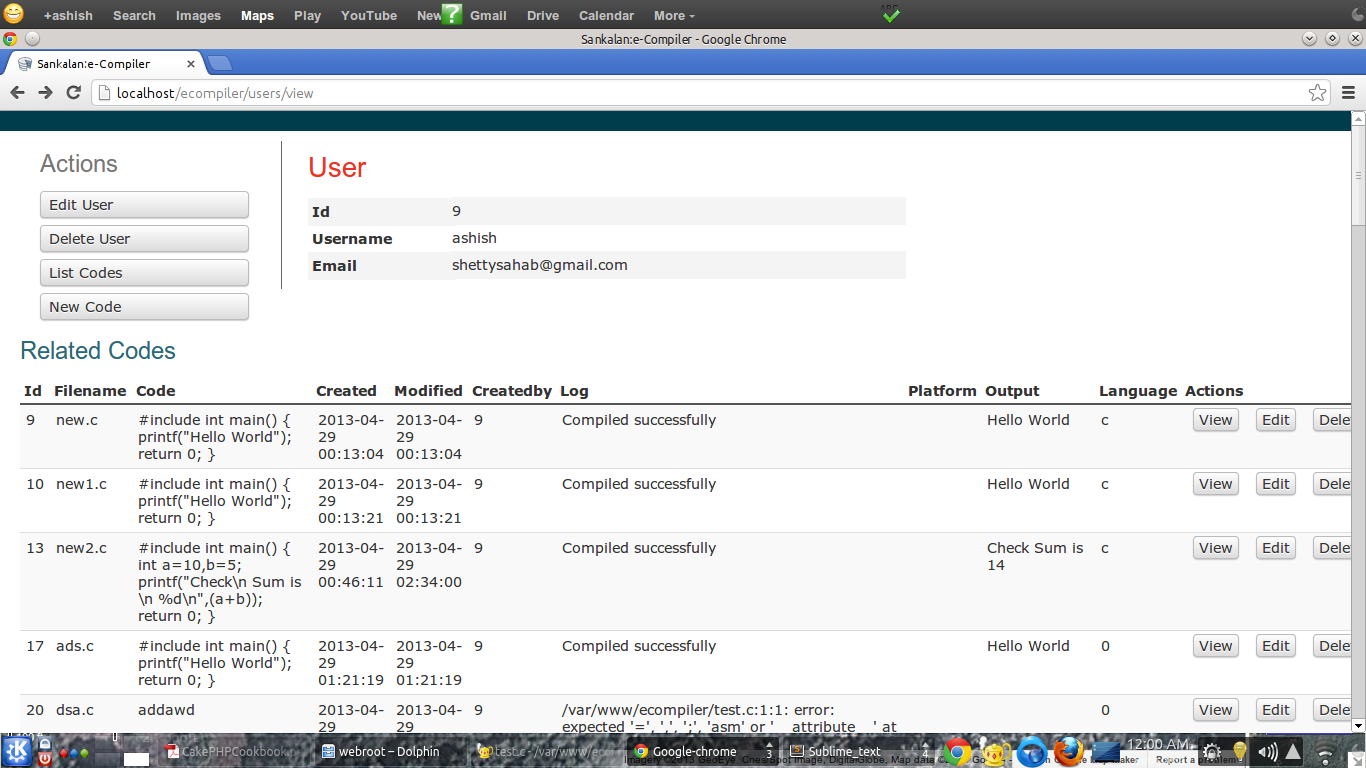 +ashish Search Images Maps Play YouTube New Gmail Drive Calendar More
Sankalan:e-Compiler - Google Chrome
Sankalan:e-Compiler
localhost/ecompiler/users/view
Actions
Edit User
Delete User
List Codes
New Code
User
Id 9
Username ashish
Email shettysahab@gmail.com
Related Codes
Id Filename Code Created Modified Createdby Log Platform Output Language Actions
9 new.c #include int main() { 2013-04- 2013-04- 9 Compiled successfully Hello World c View Edit Dele
printf("Hello World"); 29 29
return 0; } 00:13:04 00:13:04
10 new1.c #include int main() { 2013-04- 2013-04- 9 Compiled successfully Hello World c View Edit Dele
printf("Hello World"); 29 29
return 0; } 00:13:21 00:13:21
13 new2.c #include int main() { 2013-04- 2013-04- 9 Compiled successfully Check Sum is c View Edit Dele
int a=10,b=5; 29 29 14
printf("Check\n Sum is 00:46:11 02:34:00
\n %d\n",(a+b));
return 0; }
17 ads.c #include int main() { 2013-04- 2013-04- 9 Compiled successfully Hello World 0 View Edit Dele
printf("Hello World"); 29 29
return 0; } 01:21:19 01:21:19
20 dsa.c addawd 2013-04- 2013-04- 9 /var/www/ecompiler/test.c:1:1: error: 0 View Edit Dele
29 29 expected '=', ',', ';', 'asm' or '__attribute__' at
CakePHPCookbook webroot – Dolphin test.c - /var/www/ecom Google-chrome 3 Sublime_text 4 12:00 AM
Report a problem